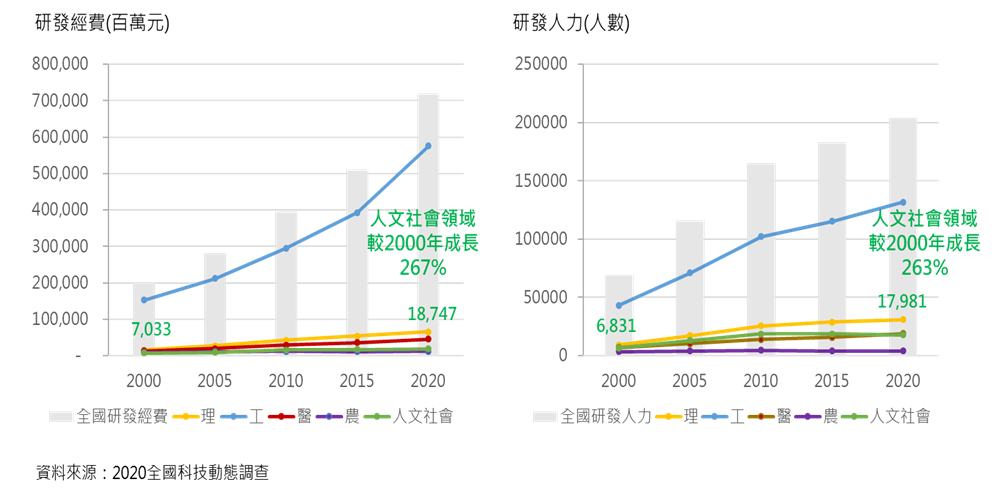 研發經費(百萬元)
800,000
700,000
600,000
500,000
400,000
300,000
200,000
100,000
-
人文社會領域
較2000年成長
267%
7,033
18,747
2000 2005 2010 2015 2020
全國研發經費 理 工 醫 農 人文社會
研發人力(人數)
250000
200000
150000
100000
50000
0
人文社會領域
較2000年成長
263%
6,831
17,981
2000 2005 2010 2015 2020
全國研發人力 理 工 醫 農 人文社會
資料來源：2020全國科技動態調查